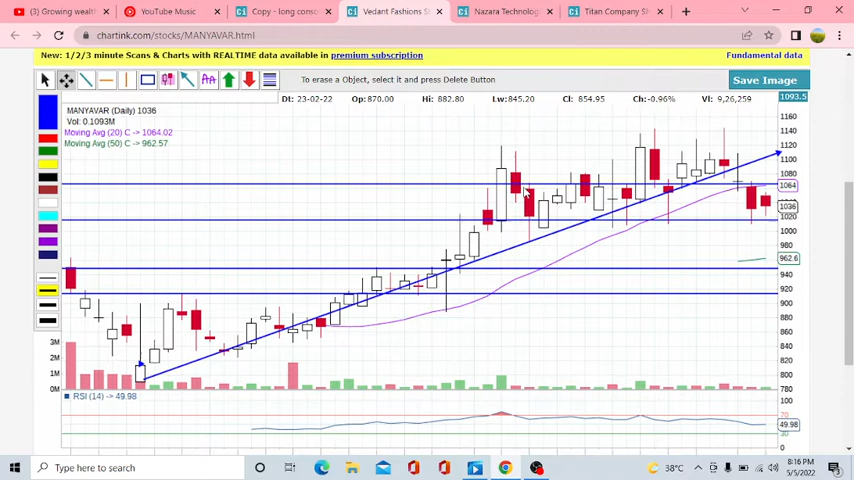 (3) Growing wealth
YouTube Music
Copy - long conso
Vedant Fashions Sh
Nazara Technolog
Titan Company Sh
chartink.com/stocks/MANYAVAR.html
New: 1/2/3 minute Scans & Charts with REALTIME data available in premium subscription
Fundamental data
To erase a Object, select it and press Delete Button
Save Image
Dt: 23-02-22 Op:870.00 Hi: 882.80 Lw:845.20 Cl: 854.95 Ch:-0.96% Vl: 9,26,259
1093.5
MANYAVAR (Daily) 1036
Vol: 0.1093M
Moving Avg (20) C -> 1064.02
Moving Avg (50) C -> 962.57
1160
1140
1120
1100
1080
1064
1036
1020
1000
980
962.6
940
920
900
880
860
840
820
800
780
3M
2M
1M
0M
RSI (14) -> 49.98
100
70
49.98
30
Type here to search
38°C
8:16 PM
5/5/2022
3